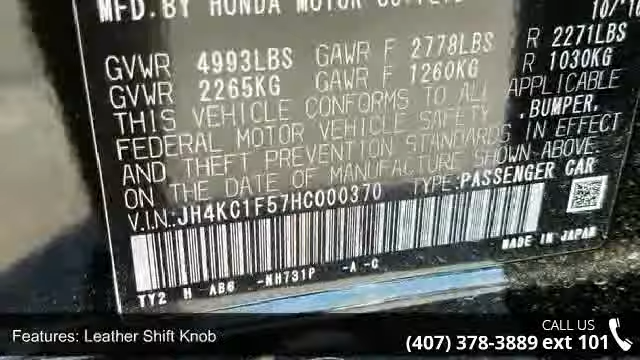 MFD. BY HONDA MOTOR
10/16
GVWR 4993LBS GAWR F 2778LBS R 2271LBS
GVWR 2265KG GAWR F 1260KG R 1030KG
THIS VEHICLE CONFORMS TO ALL APPLICABLE
FEDERAL MOTOR VEHICLE SAFETY, BUMPER,
AND THEFT PREVENTION STANDARDS IN EFFECT
ON THE DATE OF MANUFACTURE SHOWN ABOVE.
V.I.N.: JH4KC1F57HC000370 TYPE: PASSENGER CAR
MADE IN JAPAN
TY2 H AB6 -NH731P -A -C
Features: Leather Shift Knob
(407) 378-3889 ext 101